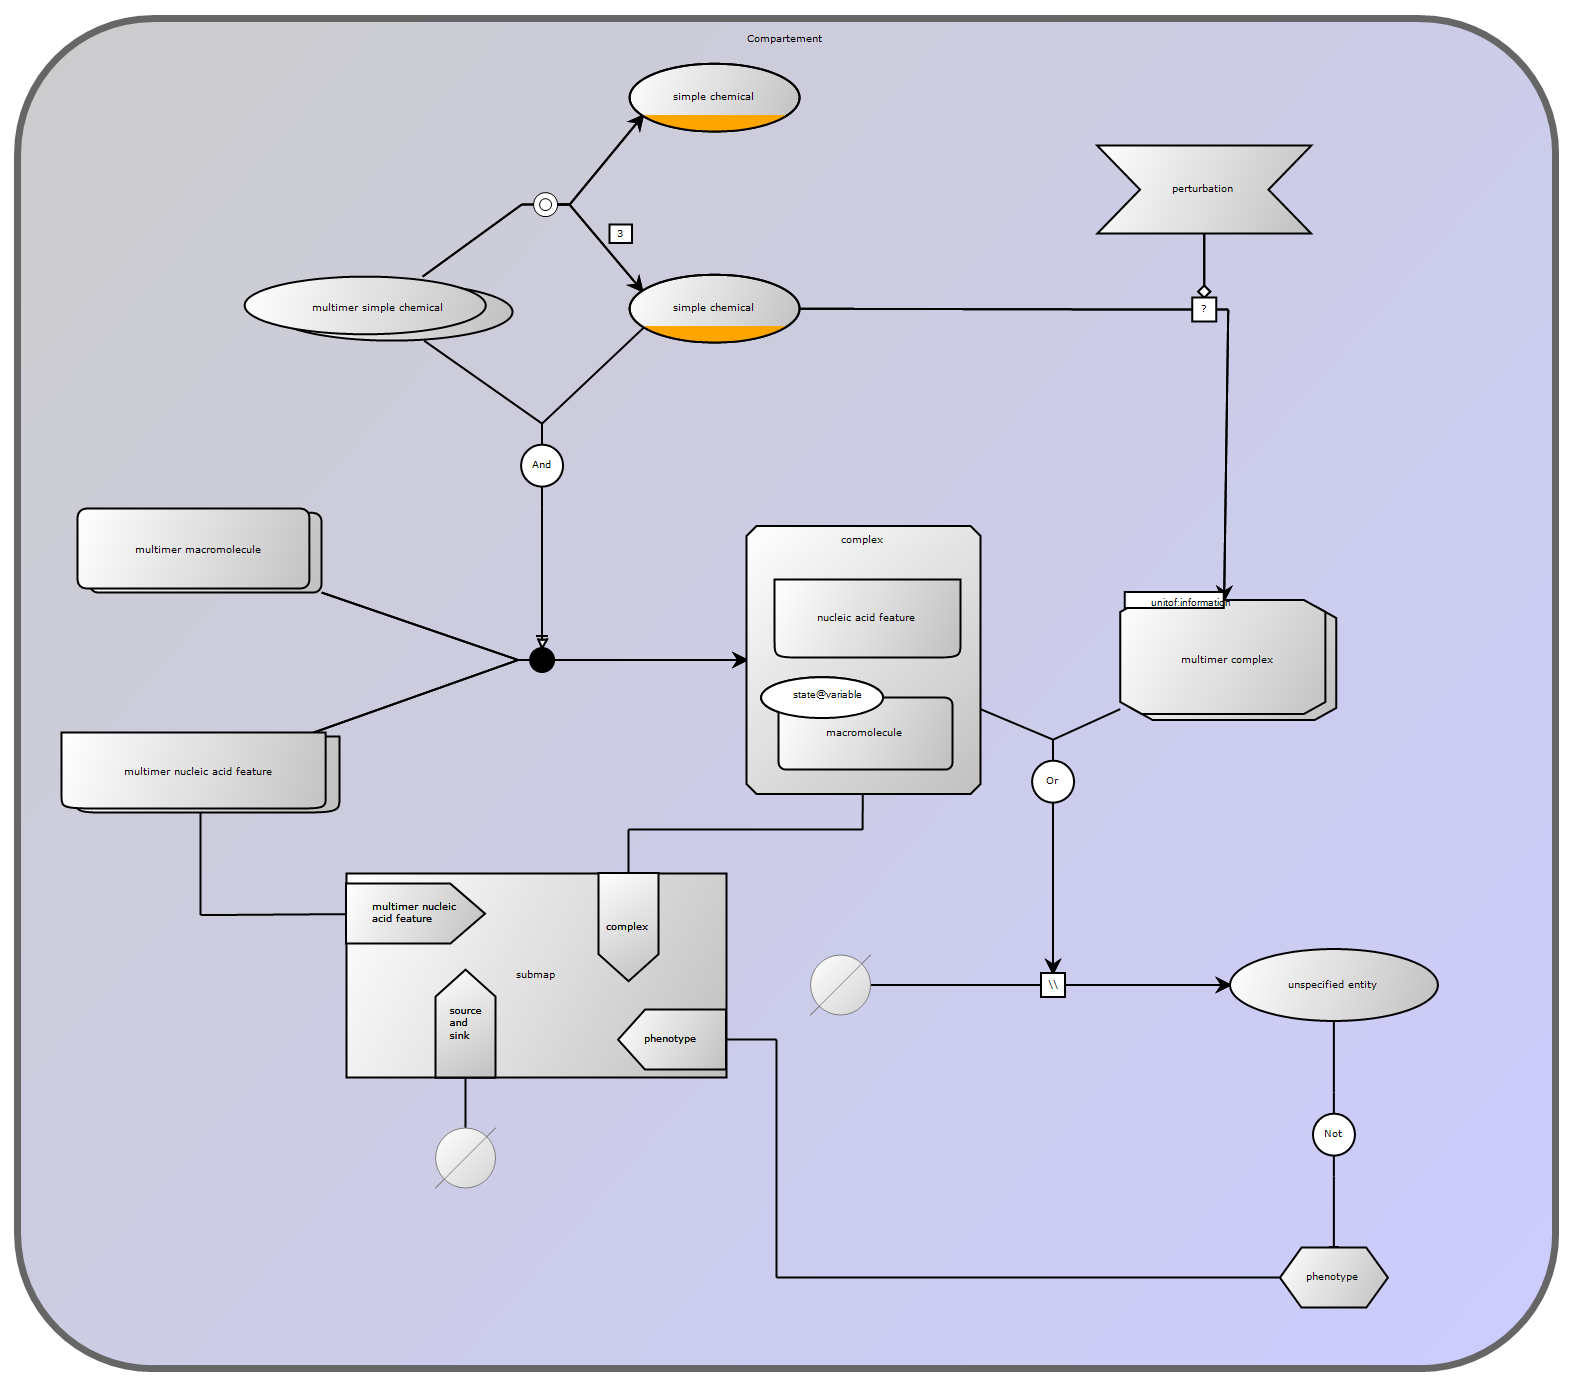 Compartement
simple chemical
perturbation
3
multimer simple chemical
simple chemical
?
And
multimer macromolecule
complex
unitof:information
nucleic acid feature
multimer complex
state@variable
macromolecule
multimer nucleic acid feature
Or
multimer nucleic
acid feature
complex
submap
\\
unspecified entity
source
and
sink
phenotype
Not
phenotype